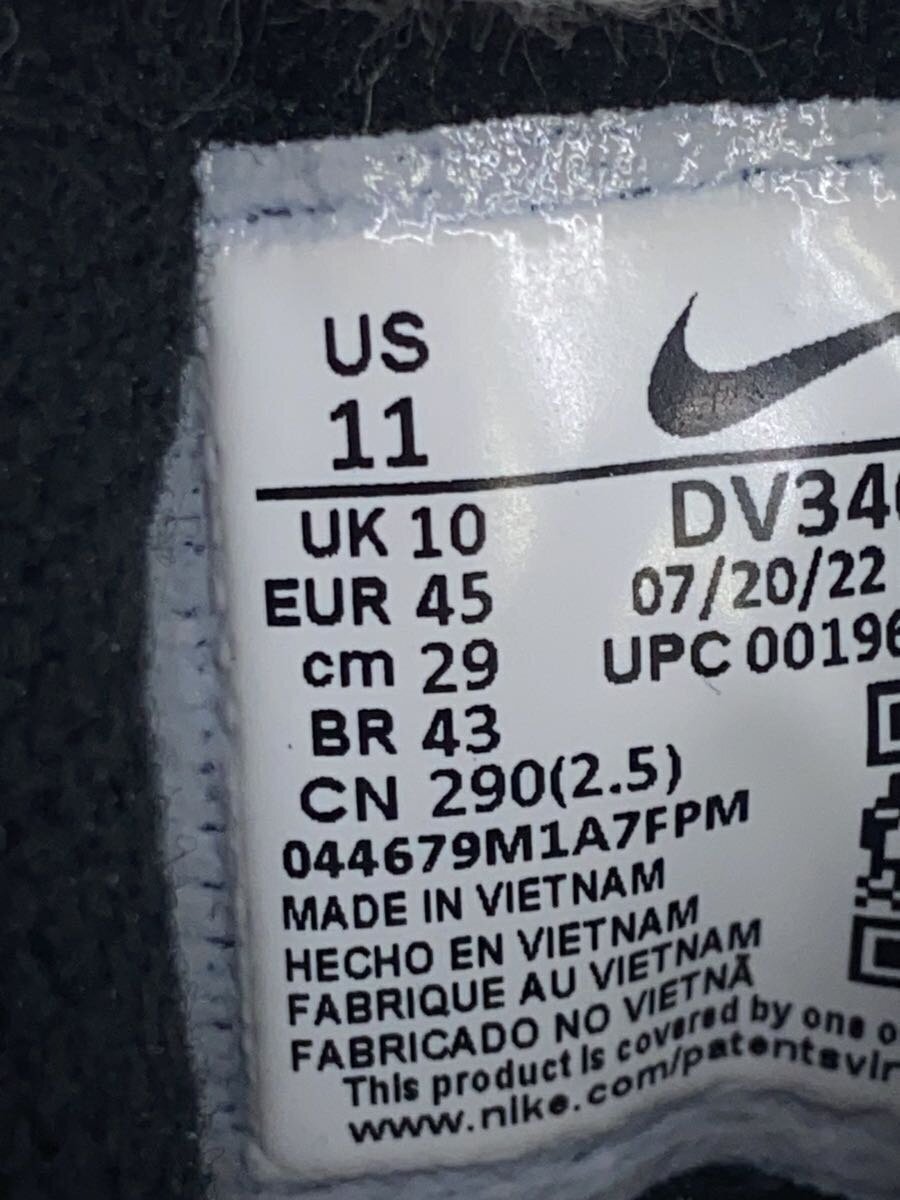 US
11
UK 10
EUR 45
cm 29
BR 43
CN 290(2.5)
DV34
07/20/22
UPC 00196
044679M1A7FPM
MADE IN VIETNAM
HECHO EN VIETNAM
FABRIQUE AU VIETNAM
FABRICADO NO VIETNÃ
This product is covered by one
www.nike.com/patentsvir